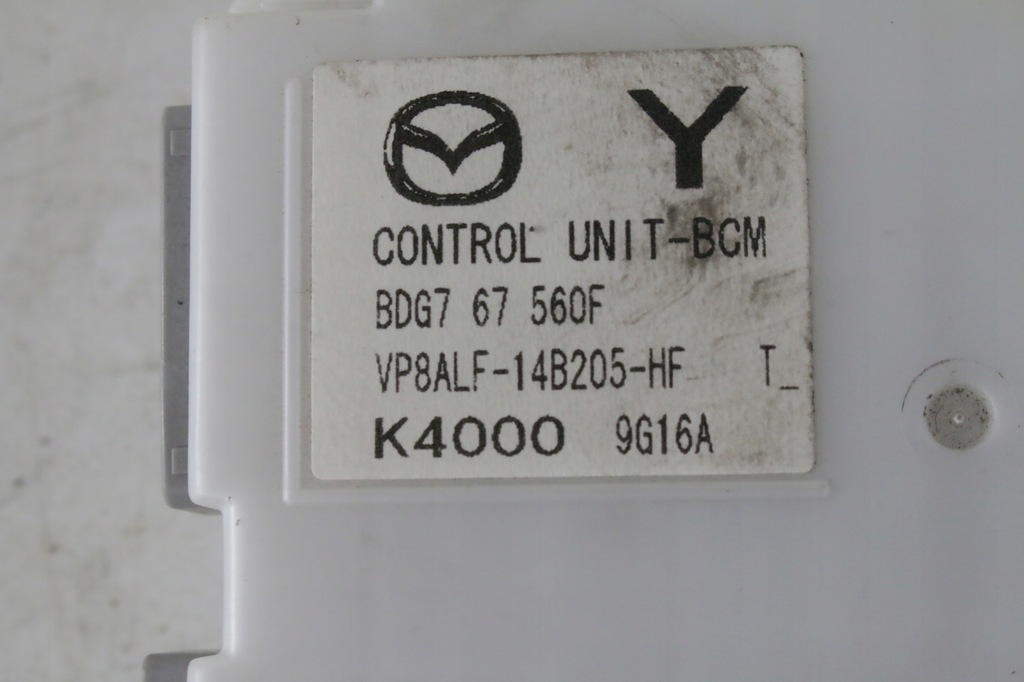 Y
CONTROL UNIT-BCM
BDG7 67 560F
VP8ALF-14B205-HF T_
K4000 9G16A